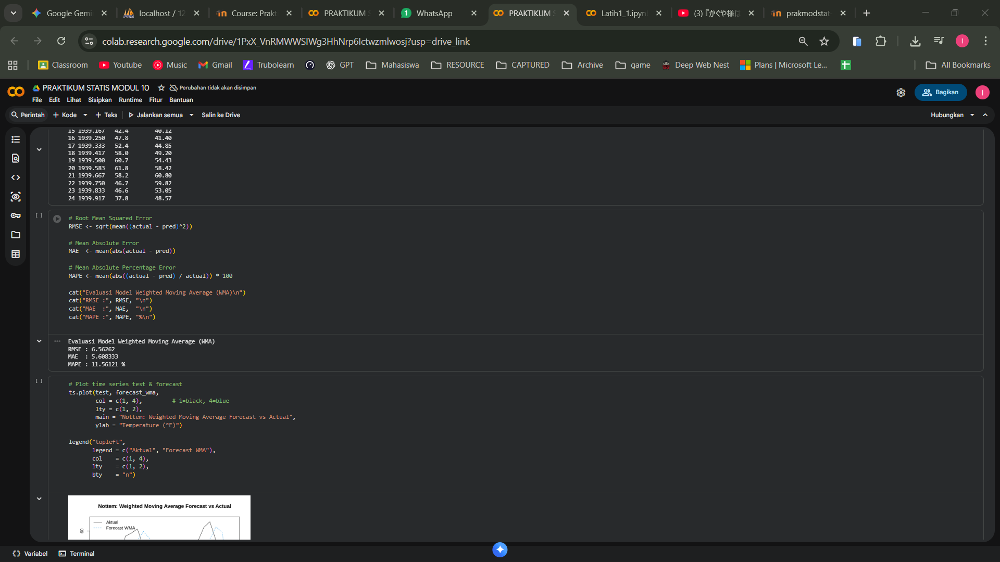 Google Gemi
localhost / 12
Course: Prakt
PRAKTIKUM S
1 WhatsApp
PRAKTIKUM S
Latih1_1.ipyn
(3)『かぐや様は
prakmodstat
colab.research.google.com/drive/1PxX_VnRMWWSIWg3HhNrp6Ictwzmlwosj?usp=drive_link
I
Classroom
Youtube
Music
Gmail
Trubolearn
GPT
Mahasiswa
RESOURCE
CAPTURED
Archive
game
Deep Web Nest
Plans | Microsoft Le...
All Bookmarks
PRAKTIKUM STATIS MODUL 10
Perubahan tidak akan disimpan
File Edit Lihat Sisipkan Runtime Fitur Bantuan
Bagikan
I
Perintah + Kode + Teks Jalankan semua Salin ke Drive
Hubungkan
15 1939.167 42.4 40.12
16 1939.250 47.8 41.40
17 1939.333 52.4 44.85
18 1939.417 58.0 49.20
19 1939.500 60.7 54.43
20 1939.583 61.8 58.42
21 1939.667 58.2 60.80
22 1939.750 46.7 59.82
23 1939.833 46.6 53.05
24 1939.917 37.8 48.57
[ ]
# Root Mean Squared Error
RMSE <- sqrt(mean((actual - pred)^2))
# Mean Absolute Error
MAE  <- mean(abs(actual - pred))
# Mean Absolute Percentage Error
MAPE <- mean(abs((actual - pred) / actual)) * 100
cat("Evaluasi Model Weighted Moving Average (WMA)\n")
cat("RMSE :", RMSE, "\n")
cat("MAE  :", MAE,  "\n")
cat("MAPE :", MAPE, "%\n")
Evaluasi Model Weighted Moving Average (WMA)
RMSE : 6.56262
MAE  : 5.608333
MAPE : 11.56121 %
[ ]
# Plot time series test & forecast
ts.plot(test, forecast_wma,
col = c(1, 4),         # 1=black, 4=blue
lty = c(1, 2),
main = "Nottem: Weighted Moving Average Forecast vs Actual",
ylab = "Temperature (°F)")
legend("topleft",
legend = c("Aktual", "Forecast WMA"),
col    = c(1, 4),
lty    = c(1, 2),
bty    = "n")
Nottem: Weighted Moving Average Forecast vs Actual
Aktual
Forecast WMA
60
Variabel
Terminal